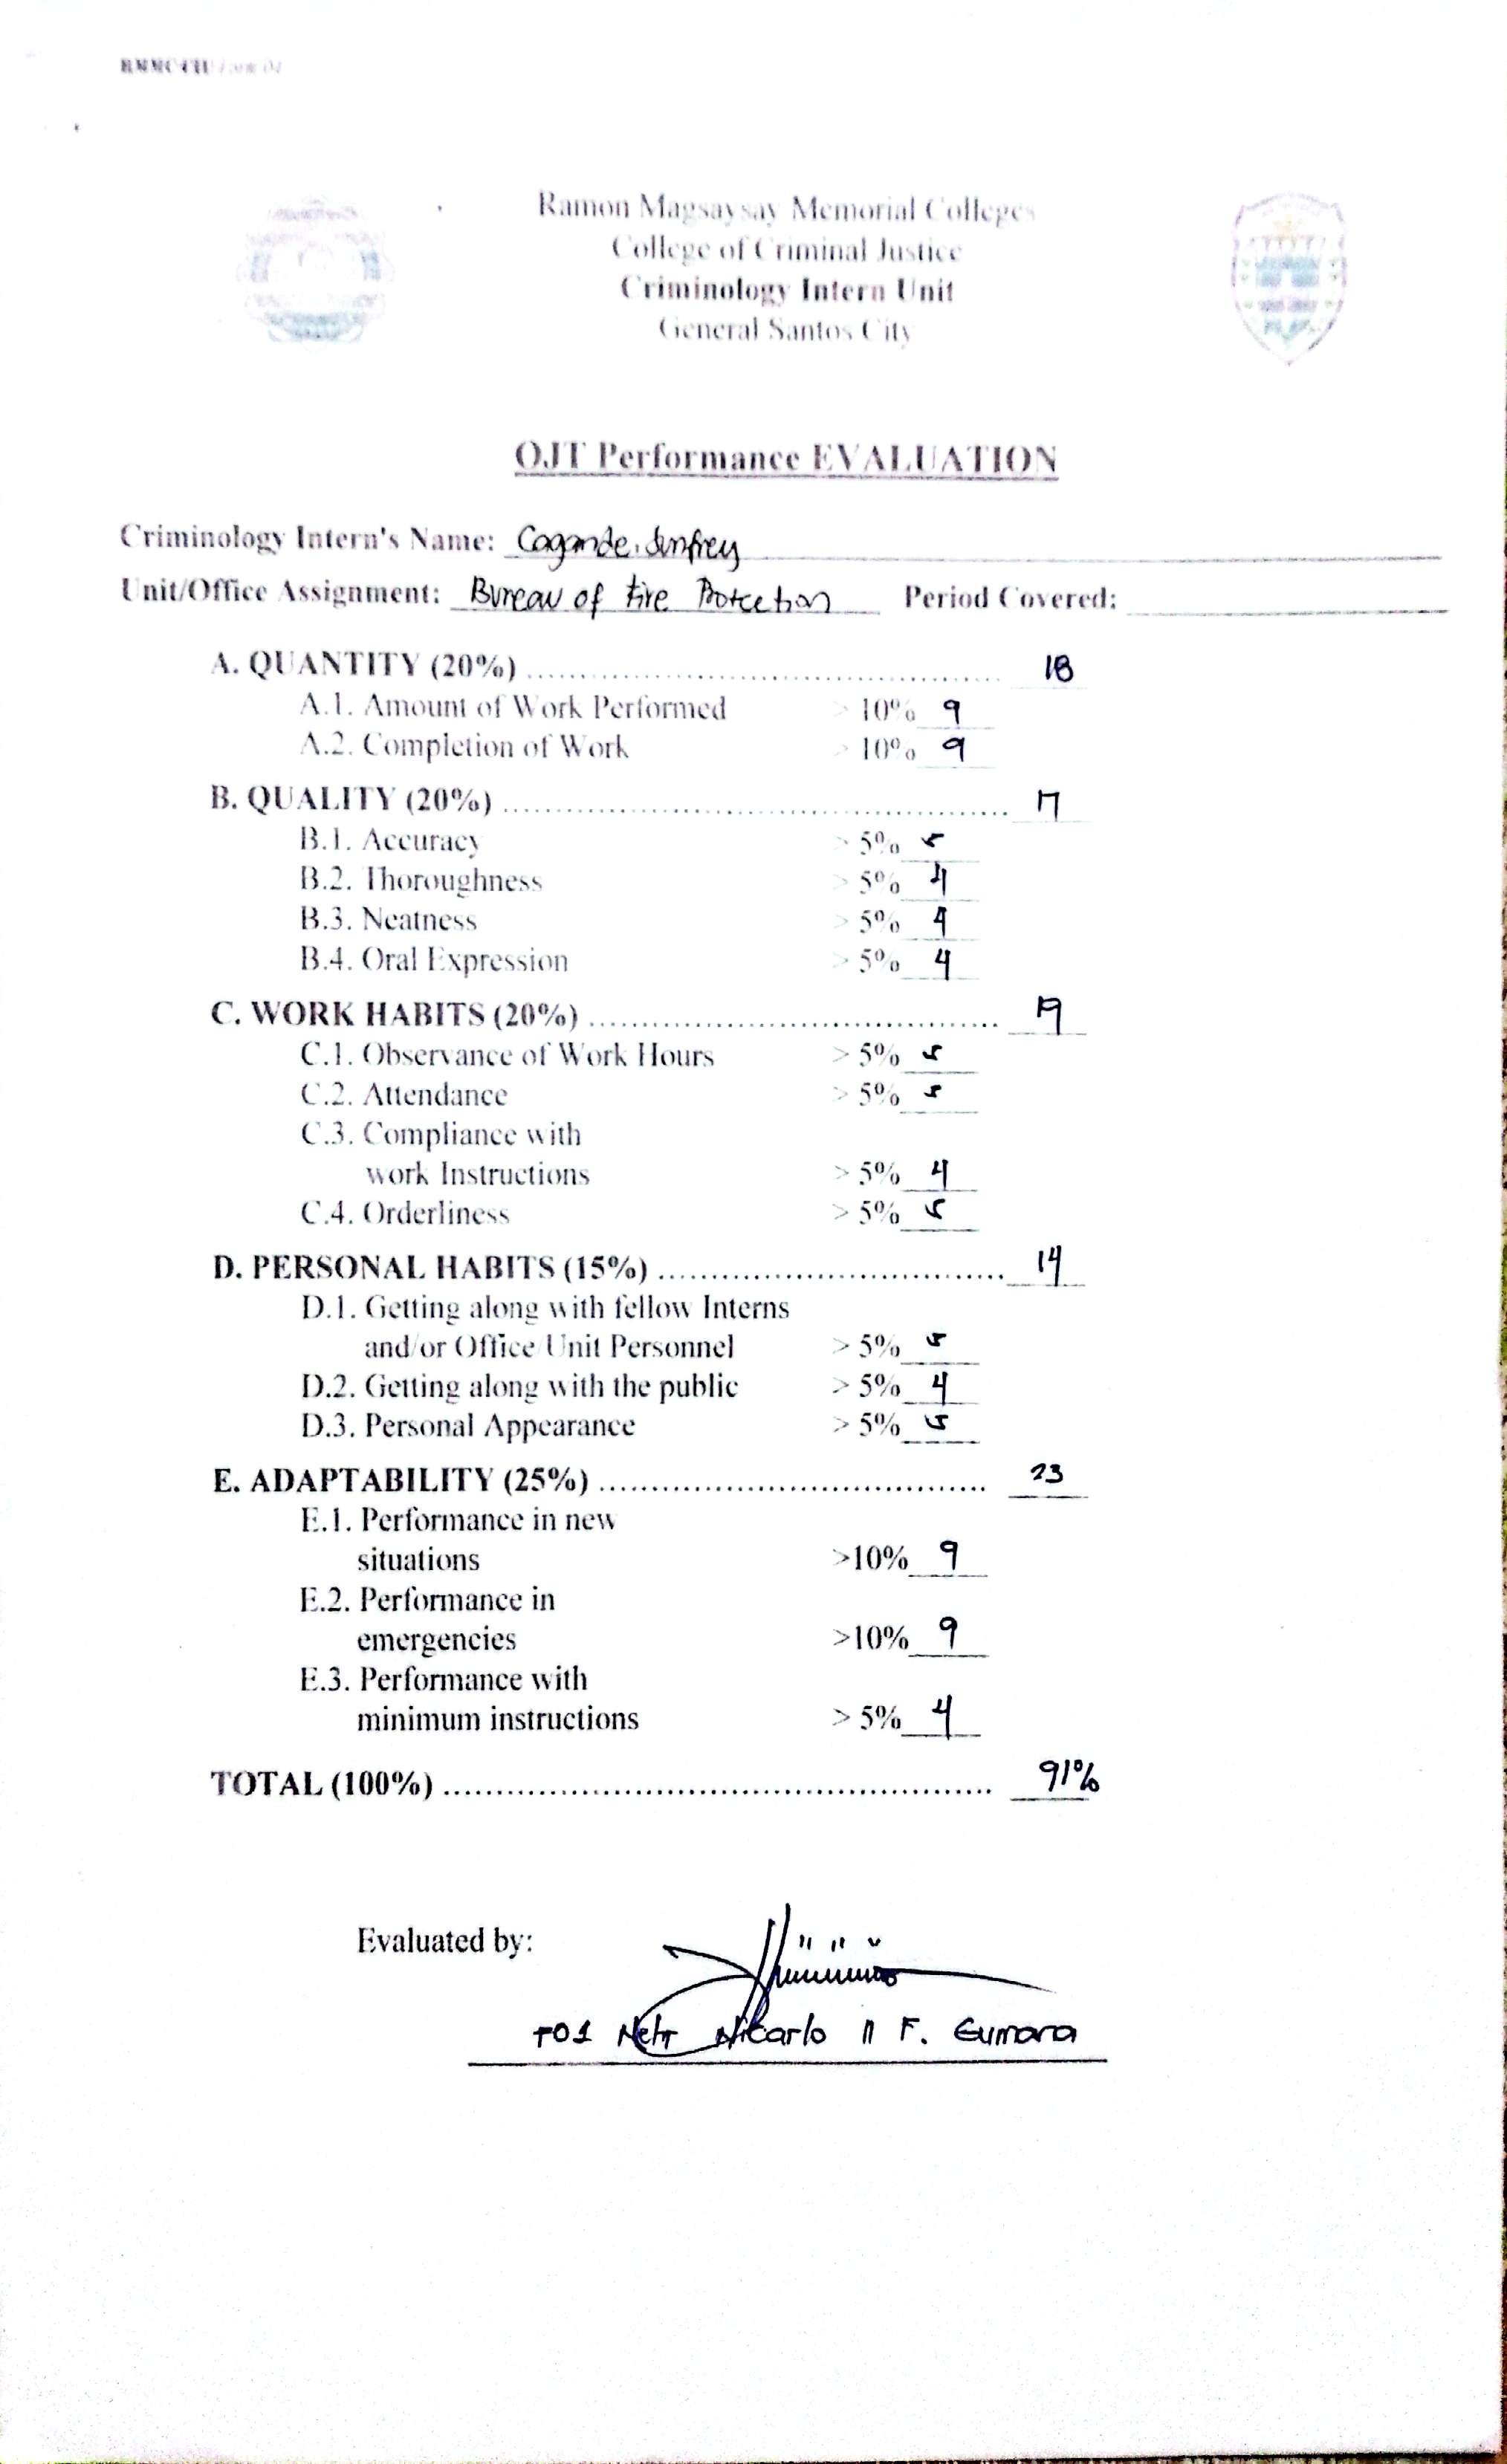 Ramon Magsaysay Memorial Colleges
College of Criminal Justice
Criminology Intern Unit
General Santos City
OJT Performance EVALUATION
Criminology Intern's Name: Cagande,
Unit/Office Assignment: Bureau of Fire Protection Period Covered:
A. QUANTITY (20%) ........ 18
A.1. Amount of Work Performed > 10% 9
A.2. Completion of Work > 10% 9
B. QUALITY (20%) ........ 17
B.1. Accuracy > 5% 5
B.2. Thoroughness > 5% 4
B.3. Neatness > 5% 4
B.4. Oral Expression > 5% 4
C. WORK HABITS (20%) ........ 19
C.1. Observance of Work Hours > 5% 5
C.2. Attendance > 5% 5
C.3. Compliance with
work Instructions > 5% 4
C.4. Orderliness > 5% 5
D. PERSONAL HABITS (15%) ........ 14
D.1. Getting along with fellow Interns
and/or Office Unit Personnel > 5% 5
D.2. Getting along with the public > 5% 4
D.3. Personal Appearance > 5% 5
E. ADAPTABILITY (25%) ........ 23
E.1. Performance in new
situations >10% 9
E.2. Performance in
emergencies >10% 9
E.3. Performance with
minimum instructions > 5% 4
TOTAL (100%) ........ 91%
Evaluated by:
FO1 Nicarlo II F.